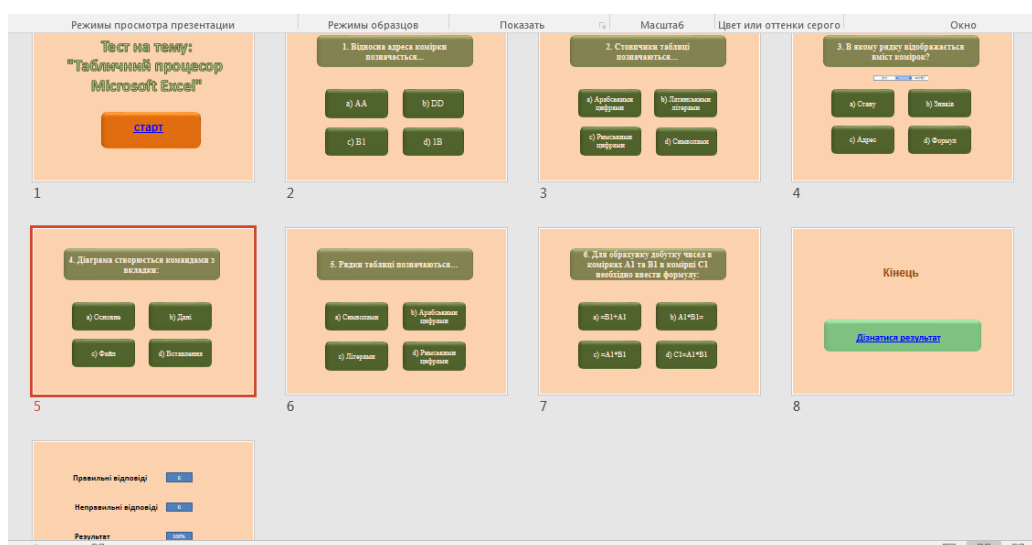 Режимы просмотра презентации
Режимы образцов
Показать
Масштаб
Цвет или оттенки серого
Окно
Тест на тему:
"Табличний процесор
Microsoft Excel"
старт
1
1. Відносна адреса комірки
позначається...
a) AA
b) DD
c) B1
d) 1B
2
2. Стовпчики таблиці
позначаються...
a) Арабськими
цифрами
b) Латинськими
літерами
c) Римськими
цифрами
d) Символами
3
3. В якому рядку відображається
вміст комірок?
a) Стану
b) Знаків
c) Адрес
d) Формул
4
4. Діаграма створюється командами з
вкладки:
a) Основне
b) Дані
c) Файл
d) Вставлення
5
5. Рядки таблиці позначаються...
a) Символами
b) Арабськими
цифрами
c) Літерами
d) Римськими
цифрами
6
6. Для обрахунку добутку чисел в
комірках A1 та B1 в комірці C1
необхідно ввести формулу:
a) =B1+A1
b) A1*B1=
c) =A1*B1
d) C1=A1*B1
7
Кінець
Дізнатися результат
8
Правильні відповіді
Неправильні відповіді
0
Результат
100%